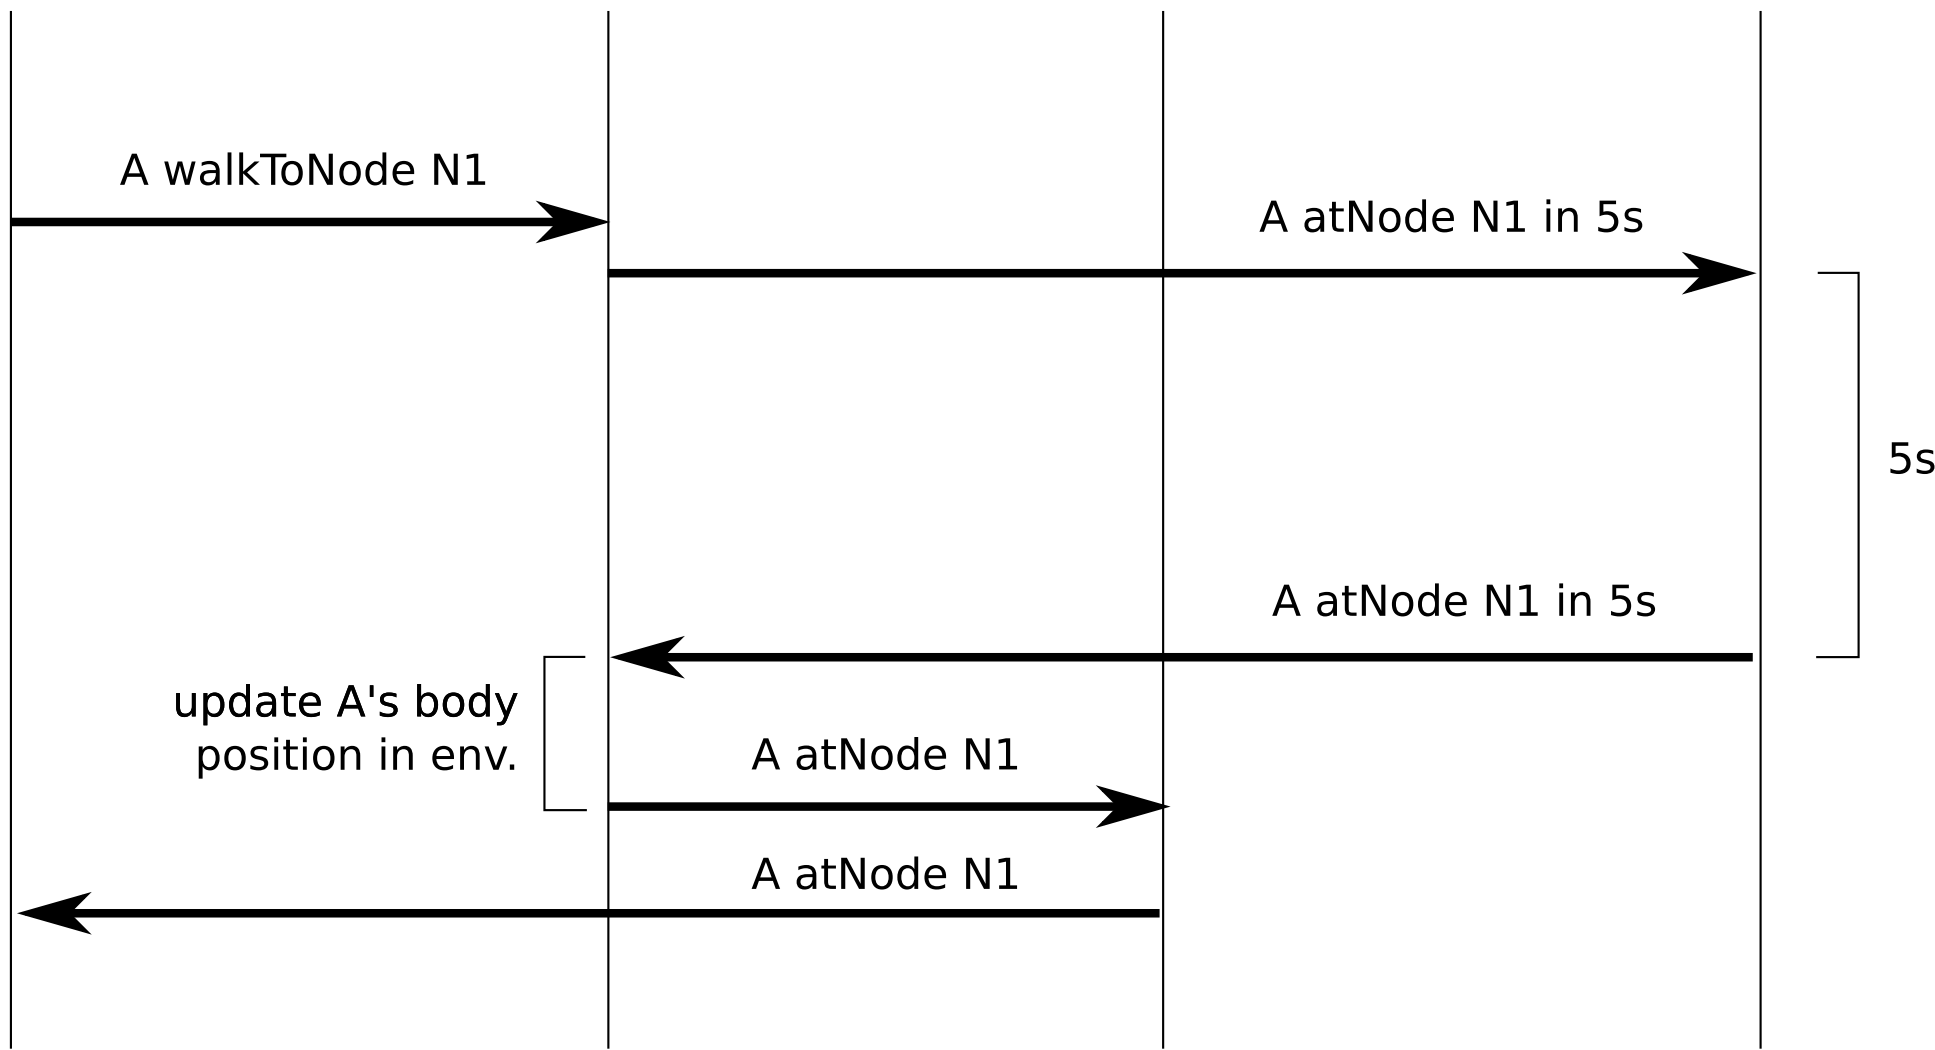 A walkToNode N1
A atNode N1 in 5s
5s
A atNode N1 in 5s
update A's body
position in env.
A atNode N1
A atNode N1